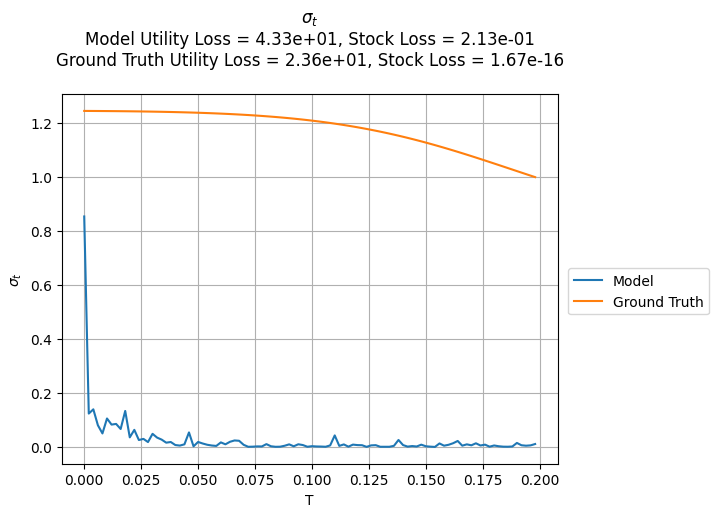 σt
Model Utility Loss = 4.33e+01, Stock Loss = 2.13e-01
Ground Truth Utility Loss = 2.36e+01, Stock Loss = 1.67e-16
1.2
1.0
0.8
0.6
0.4
0.2
0.0
σt
0.000 0.025 0.050 0.075 0.100 0.125 0.150 0.175 0.200
T
Model
Ground Truth